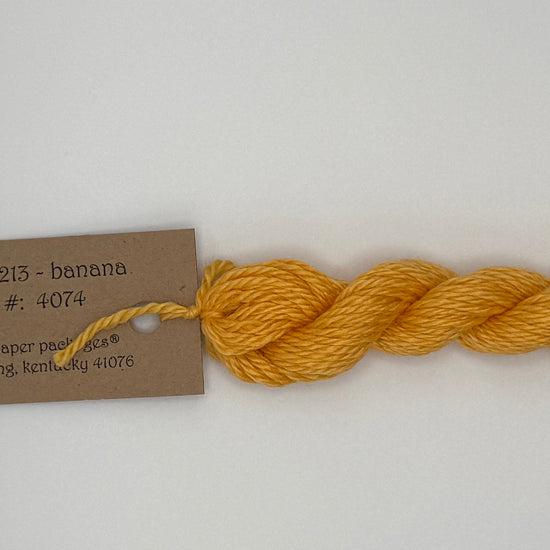 213 - banana
#: 4074
aper packages®
ng, kentucky 41076